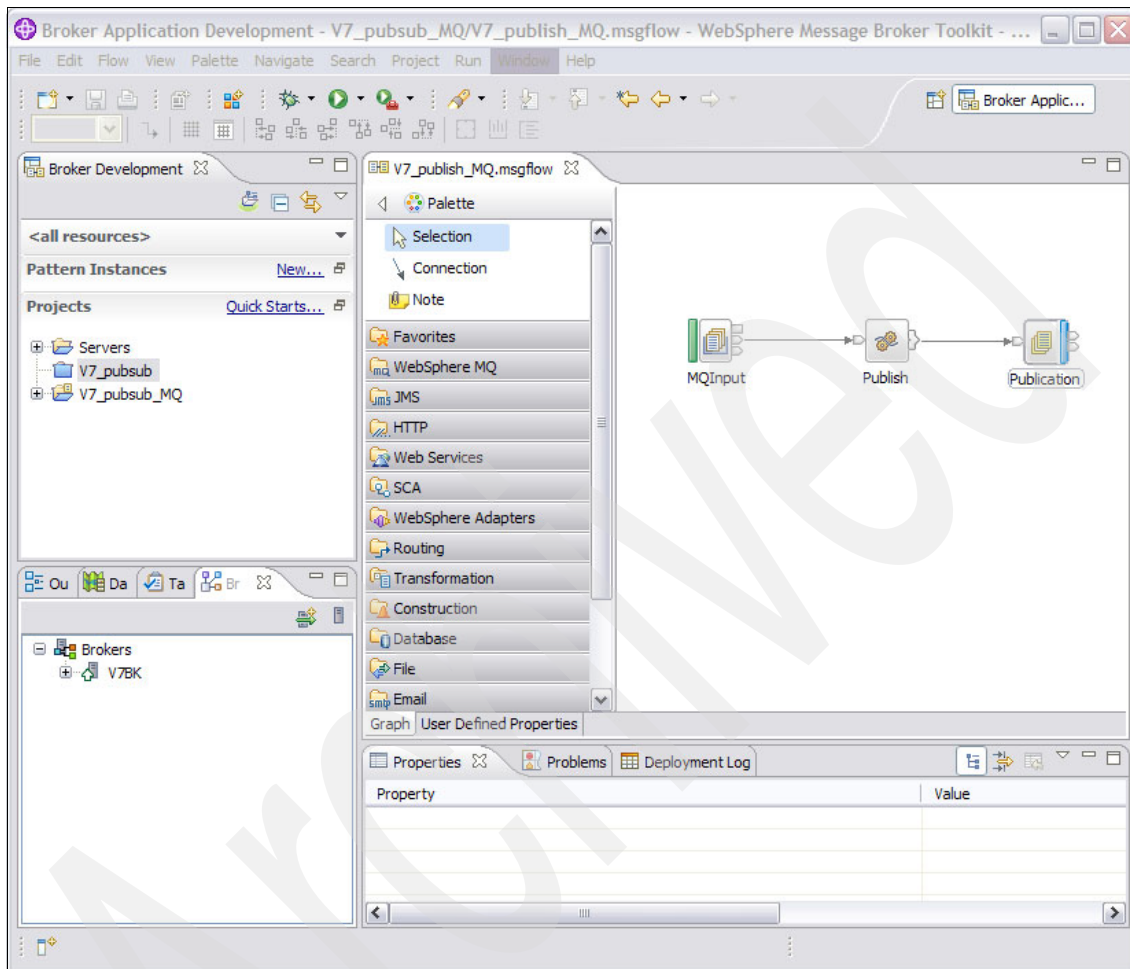 Broker Application Development - V7_pubsub_MQ/V7_publish_MQ.msgflow - WebSphere Message Broker Toolkit - ...
File Edit Flow View Palette Navigate Search Project Run Window Help
Broker Applic...
Broker Development
<all resources>
Pattern Instances New...
Projects Quick Starts...
Servers
V7_pubsub
V7_pubsub_MQ
V7_publish_MQ.msgflow
Palette
Selection
Connection
Note
Favorites
mq WebSphere MQ
jms JMS
HTTP
Web Services
SCA
WebSphere Adapters
Routing
Transformation
Construction
Database
File
smtp Email
Graph User Defined Properties
MQInput Publish Publication
Ou Da Ta Br
Brokers
V7BK
Properties Problems Deployment Log
Property Value
Archived